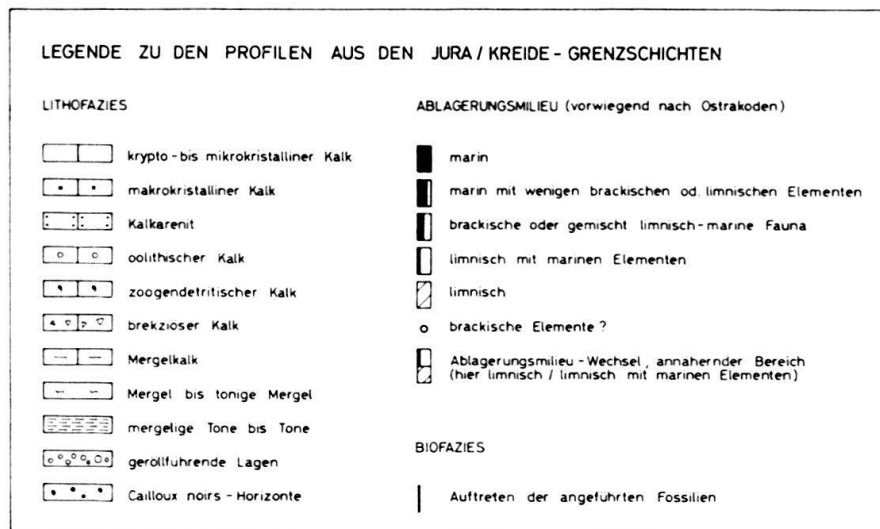 LEGENDE ZU DEN PROFILEN AUS DEN JURA / KREIDE - GRENZSCHICHTEN
LITHOFAZIES
krypto - bis mikrokristalliner Kalk
makrokristalliner Kalk
Kalkarenit
oolithischer Kalk
zoogendetritischer Kalk
brekziöser Kalk
Mergelkalk
Mergel bis tonige Mergel
mergelige Tone bis Tone
geröllführende Lagen
Cailloux noirs - Horizonte
ABLAGERUNGSMILIEU (vorwiegend nach Ostrakoden)
marin
marin mit wenigen brackischen od. limnischen Elementen
brackische oder gemischt limnisch - marine Fauna
limnisch mit marinen Elementen
limnisch
brackische Elemente ?
Ablagerungsmilieu - Wechsel, annahernder Bereich
(hier limnisch / limnisch mit marinen Elementen)
BIOFAZIES
Auftreten der angeführten Fossilien